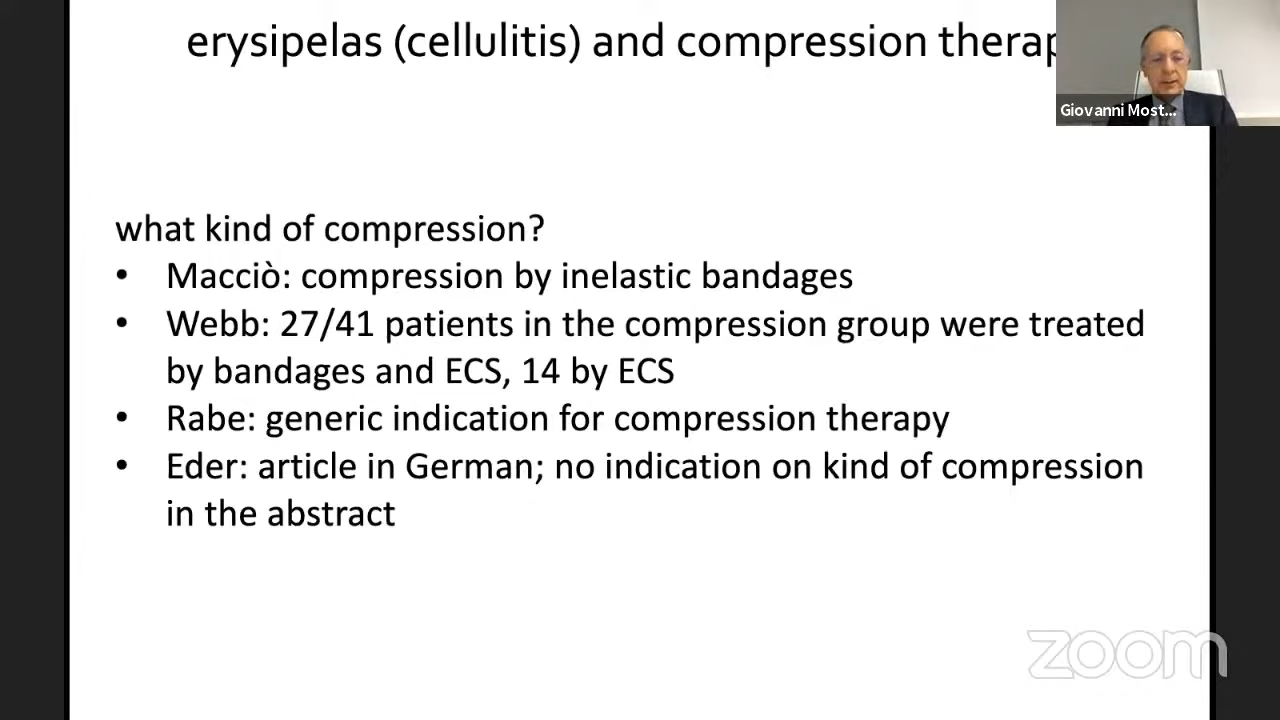 erysipelas (cellulitis) and compression therap
Giovanni Most...
what kind of compression?
• Macciò: compression by inelastic bandages
• Webb: 27/41 patients in the compression group were treated
by bandages and ECS, 14 by ECS
• Rabe: generic indication for compression therapy
• Eder: article in German; no indication on kind of compression
in the abstract
zoom